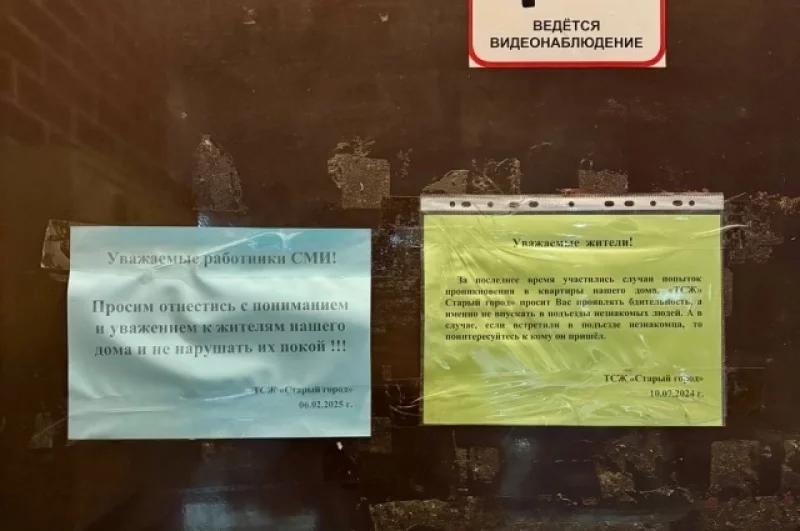 ВЕДЁТСЯ
ВИДЕОНАБЛЮДЕНИЕ
Уважаемые работники СМИ!
Просим отнестись с пониманием
и уважением к жителям нашего
дома и не нарушать их покой !!!
ТСЖ «Старый город»
06.02.2025 г.
Уважаемые жители!
За последнее время участились случаи попыток
проникновения в квартиры нашего дома. «ТСЖ»
Старый город» просит Вас проявлять бдительность, а
именно не впускать в подъезды незнакомых людей. А в
случае, если встретили в подъезде незнакомца, то
поинтересуйтесь к кому он пришёл.
ТСЖ «Старый город»
10.07.2024 г.